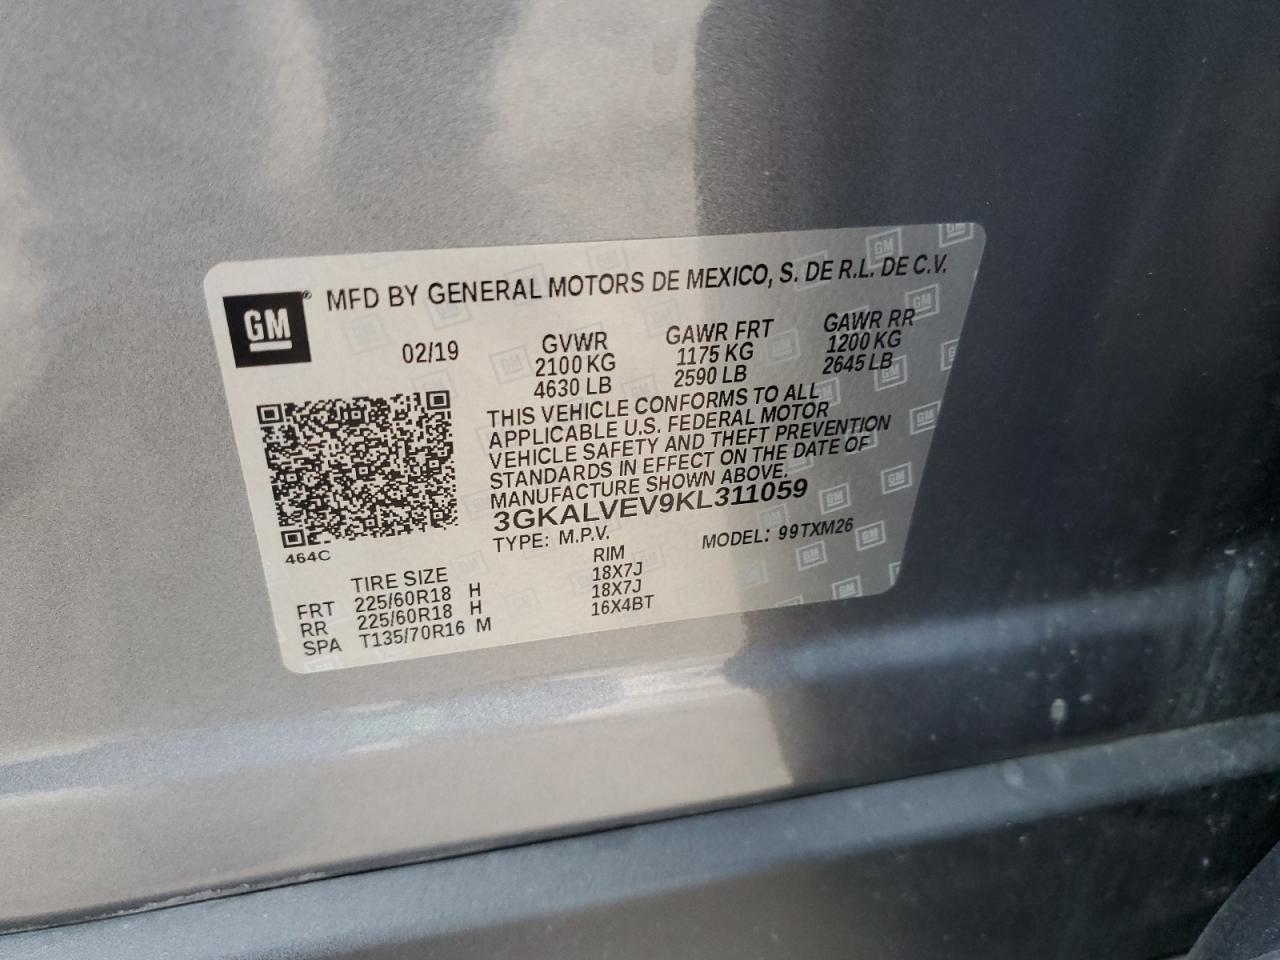 GM® MFD BY GENERAL MOTORS DE MEXICO, S. DE R.L. DE C.V.
02/19 GVWR GAWR FRT GAWR RR
2100 KG 1175 KG 1200 KG
4630 LB 2590 LB 2645 LB
THIS VEHICLE CONFORMS TO ALL
APPLICABLE U.S. FEDERAL MOTOR
VEHICLE SAFETY AND THEFT PREVENTION
STANDARDS IN EFFECT ON THE DATE OF
MANUFACTURE SHOWN ABOVE.
3GKALVEV9KL311059
464C TYPE: M.P.V. MODEL: 99TXM26
TIRE SIZE RIM
FRT 225/60R18 H 18X7J
RR 225/60R18 H 18X7J
SPA T135/70R16 M 16X4BT